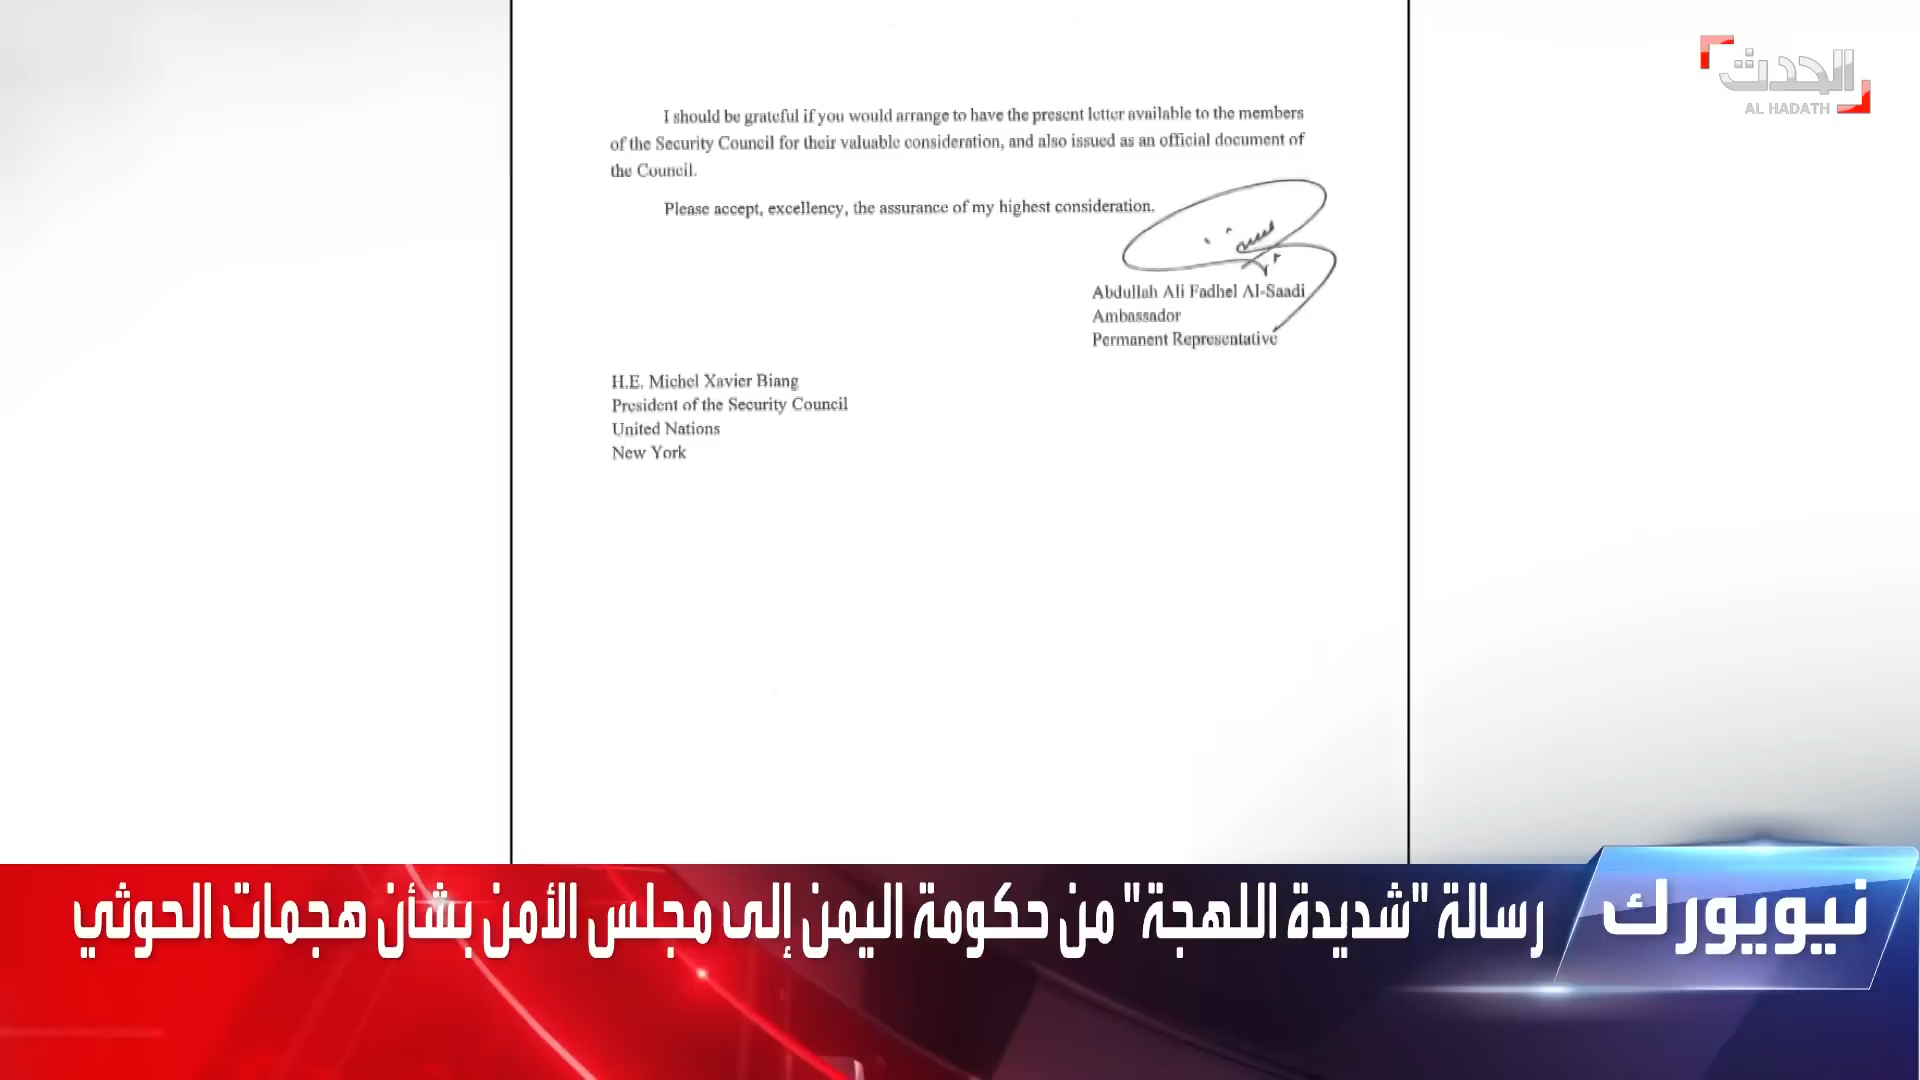 الحدث
AL HADATH
I should be grateful if you would arrange to have the present letter available to the members
of the Security Council for their valuable consideration, and also issued as an official document of
the Council.
Please accept, excellency, the assurance of my highest consideration.
Abdullah Ali Fadhel Al-Saadi
Ambassador
Permanent Representative
H.E. Michel Xavier Biang
President of the Security Council
United Nations
New York
نيويورك
رسالة "شديدة اللهجة" من حكومة اليمن إلى مجلس الأمن بشأن هجمات الحوثي